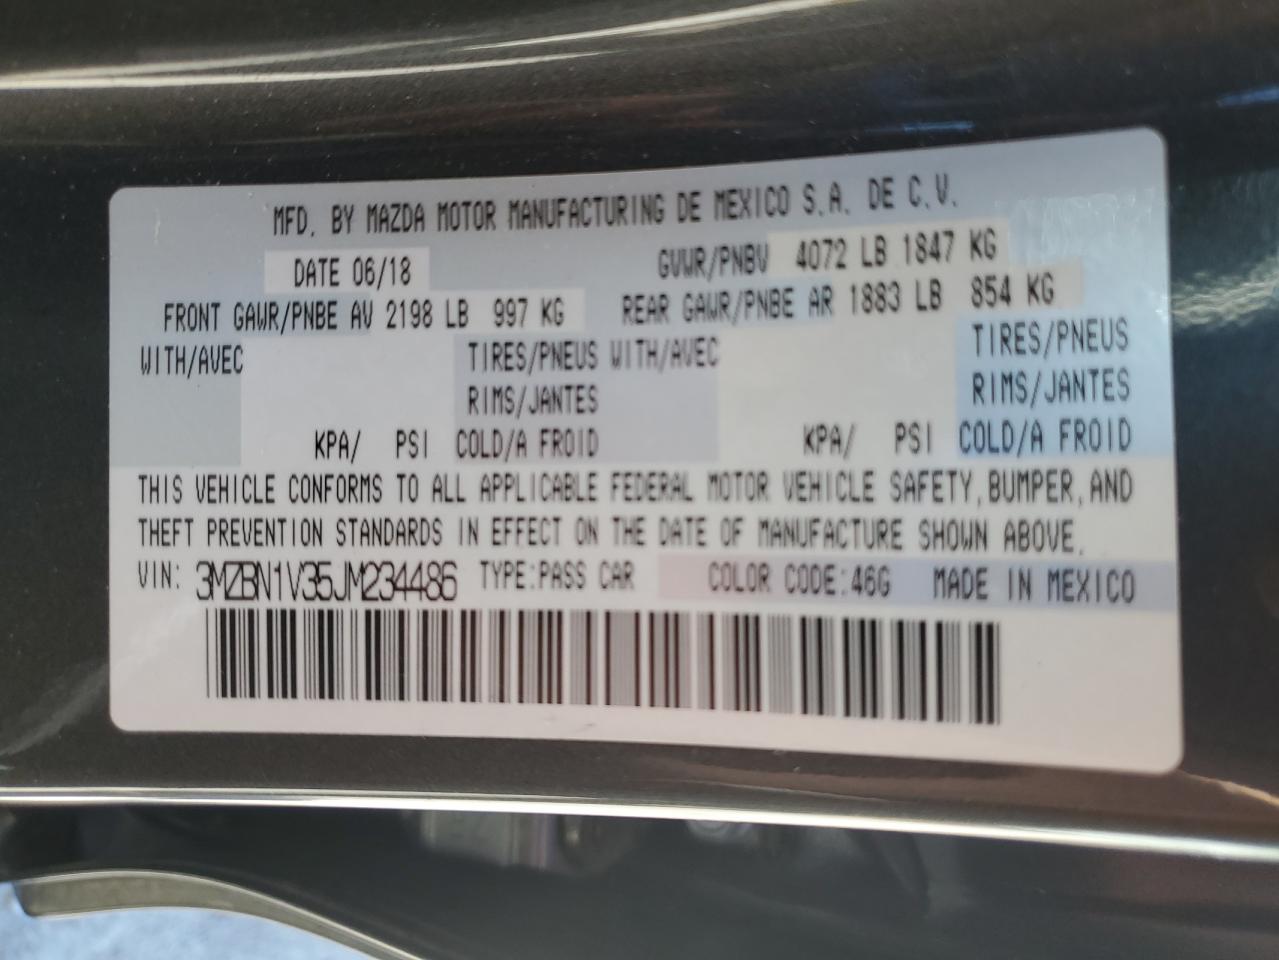 MFD. BY MAZDA MOTOR MANUFACTURING DE MEXICO S.A. DE C.V.
DATE 06/18 GVWR/PNBV 4072 LB 1847 KG
FRONT GAWR/PNBE AV 2198 LB 997 KG REAR GAWR/PNBE AR 1883 LB 854 KG
WITH/AVEC TIRES/PNEUS WITH/AVEC TIRES/PNEUS
RIMS/JANTES RIMS/JANTES
KPA/ PSI COLD/A FROID KPA/ PSI COLD/A FROID
THIS VEHICLE CONFORMS TO ALL APPLICABLE FEDERAL MOTOR VEHICLE SAFETY, BUMPER, AND
THEFT PREVENTION STANDARDS IN EFFECT ON THE DATE OF MANUFACTURE SHOWN ABOVE.
VIN: 3MZBN1V35JM234486 TYPE:PASS CAR COLOR CODE:46G MADE IN MEXICO